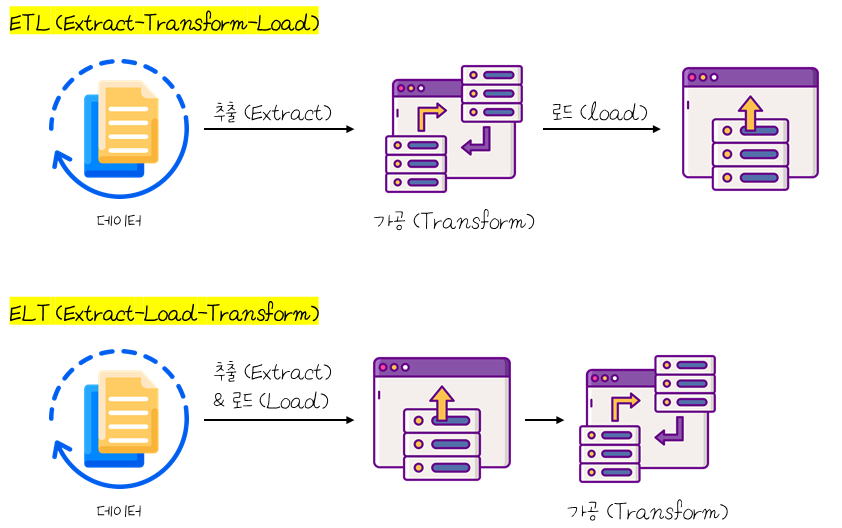 ETL (Extract-Transform-Load)
추출 (Extract)
로드 (load)
데이터
가공 (Transform)
ELT (Extract-Load-Transform)
추출 (Extract)
& 로드 (Load)
데이터
가공 (Transform)